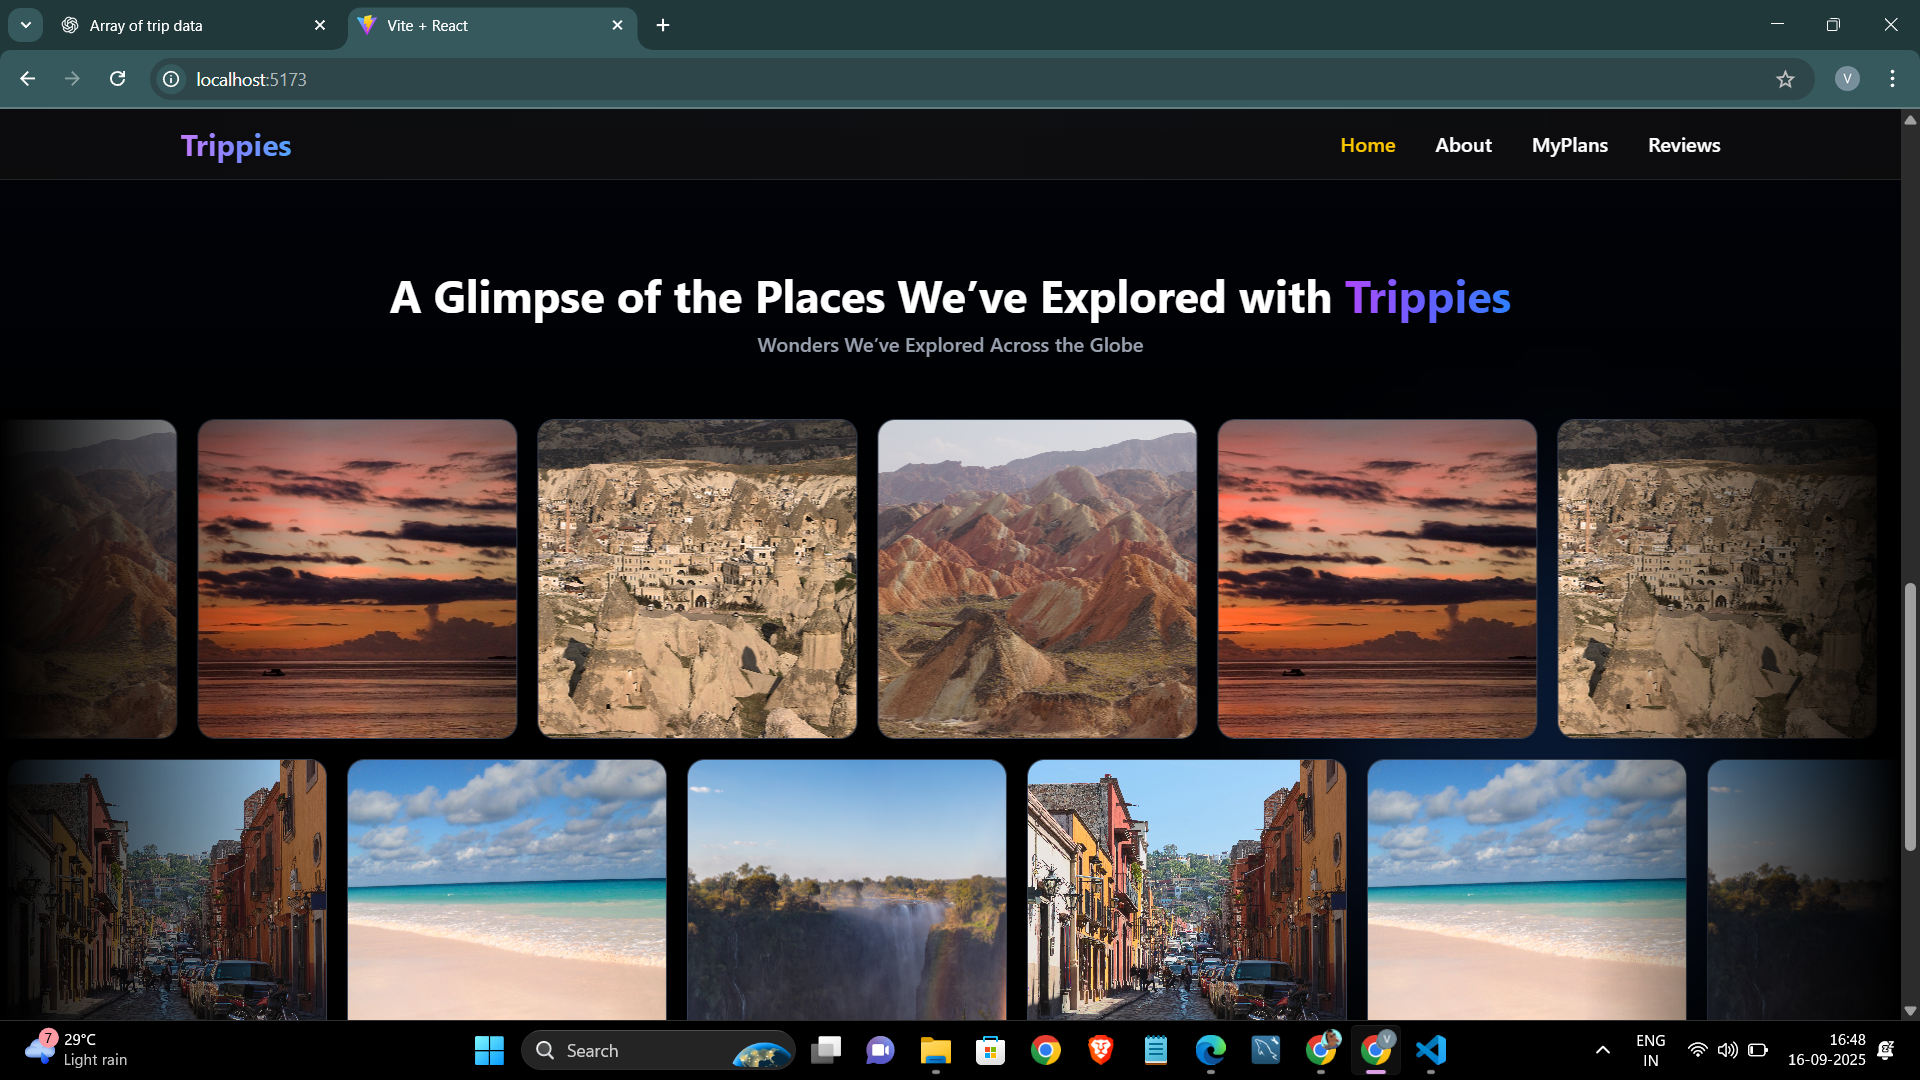 Array of trip data
Vite + React
localhost:5173
V
Trippies
Home
About
MyPlans
Reviews
A Glimpse of the Places We’ve Explored with Trippies
Wonders We’ve Explored Across the Globe
7
29°C
Light rain
Search
V
ENG
IN
16:48
16-09-2025